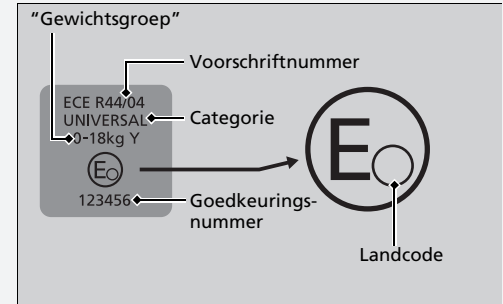 “Gewichtsgroep”
Voorschriftnummer
ECE R44/04
UNIVERSAL
Categorie
0-18kg Y
E
E
123456
Goedkeurings-
nummer
Landcode